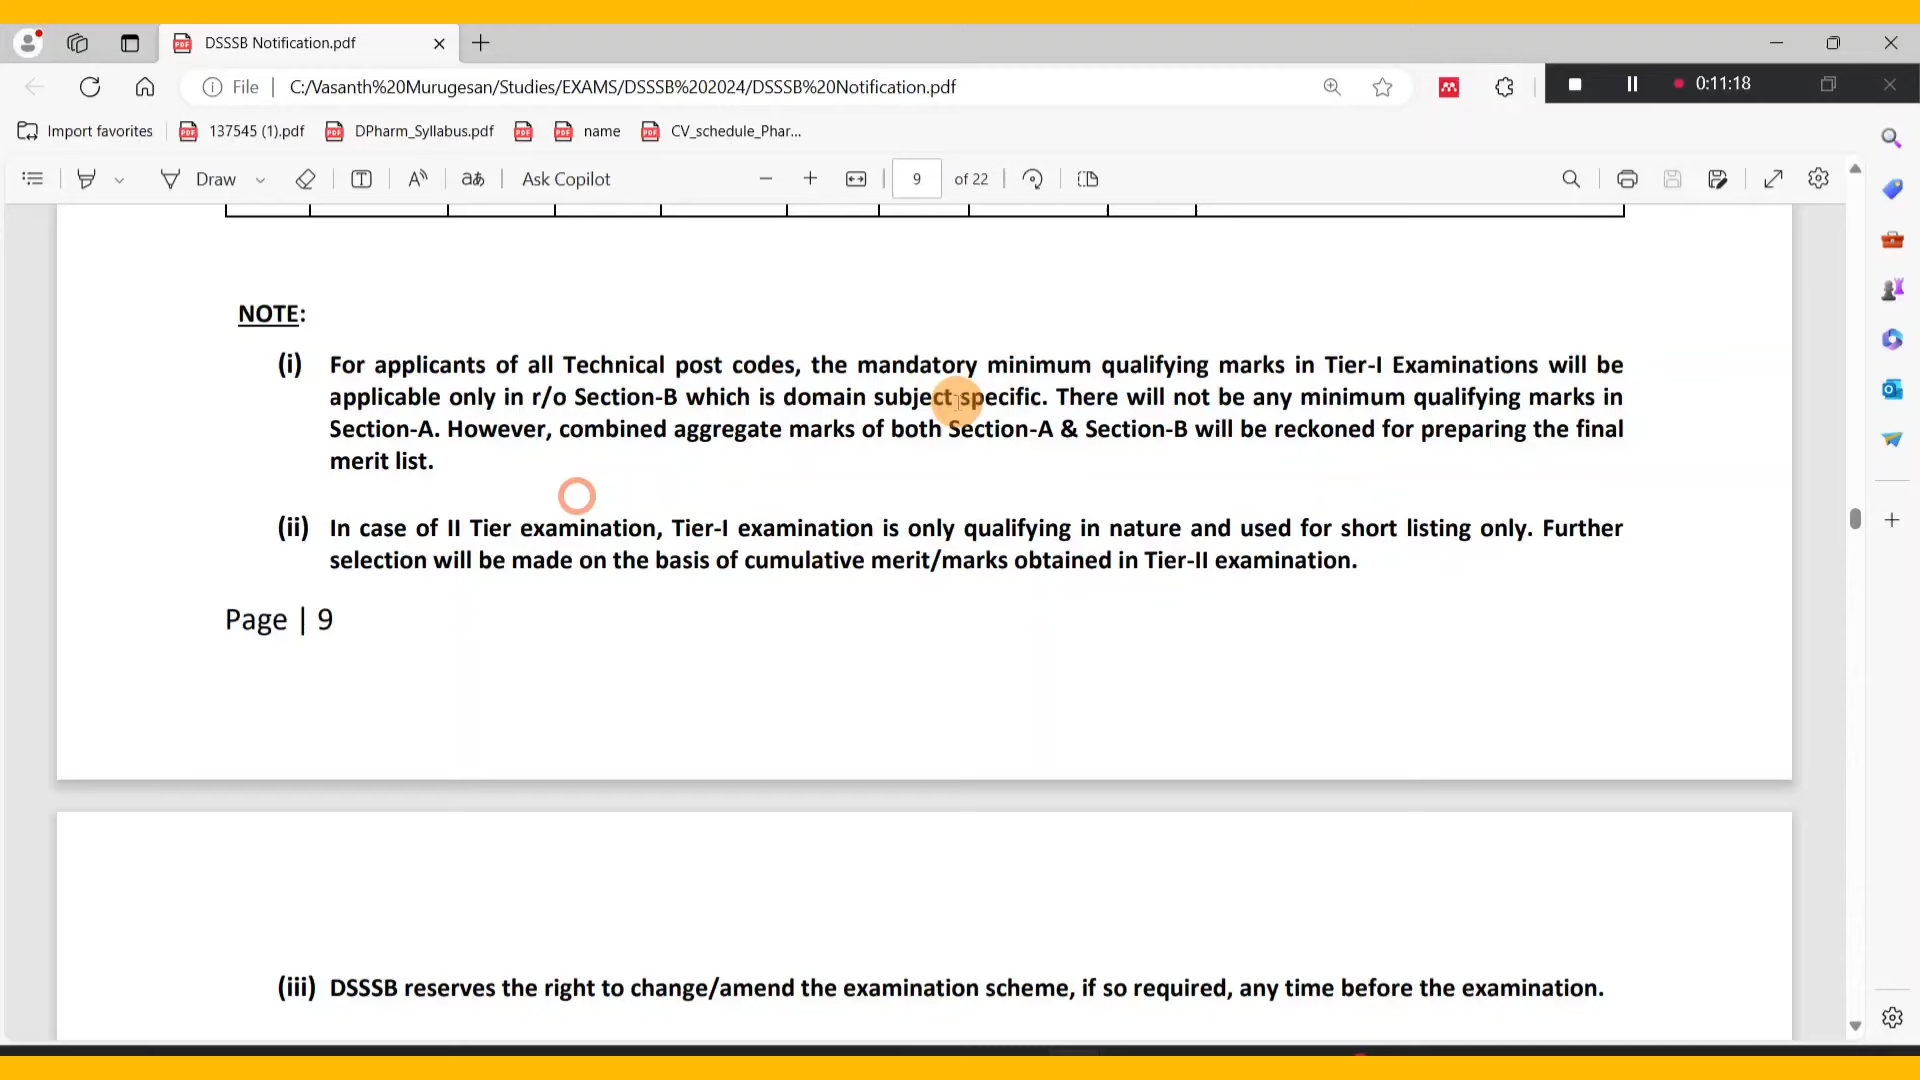 DSSSB Notification.pdf
File
C:/Vasanth%20Murugesan/Studies/EXAMS/DSSSB%202024/DSSSB%20Notification.pdf
0:11:18
Import favorites
137545 (1).pdf
DPharm_Syllabus.pdf
name
CV_schedule_Phar...
Draw
Ask Copilot
9 of 22
NOTE:
(i) For applicants of all Technical post codes, the mandatory minimum qualifying marks in Tier-I Examinations will be
applicable only in r/o Section-B which is domain subject specific. There will not be any minimum qualifying marks in
Section-A. However, combined aggregate marks of both Section-A & Section-B will be reckoned for preparing the final
merit list.
(ii) In case of II Tier examination, Tier-I examination is only qualifying in nature and used for short listing only. Further
selection will be made on the basis of cumulative merit/marks obtained in Tier-II examination.
Page | 9
(iii) DSSSB reserves the right to change/amend the examination scheme, if so required, any time before the examination.